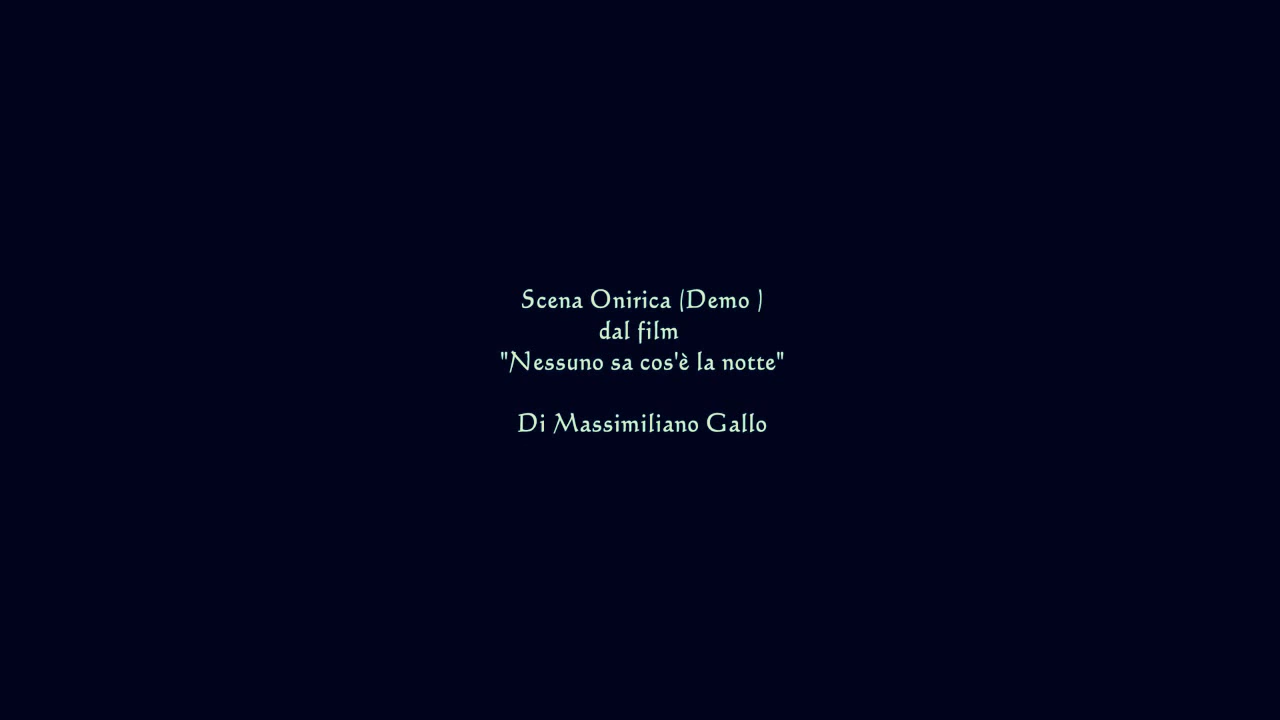 Scena Onirica (Demo )
dal film
"Nessuno sa cos'è la notte"
Di Massimiliano Gallo